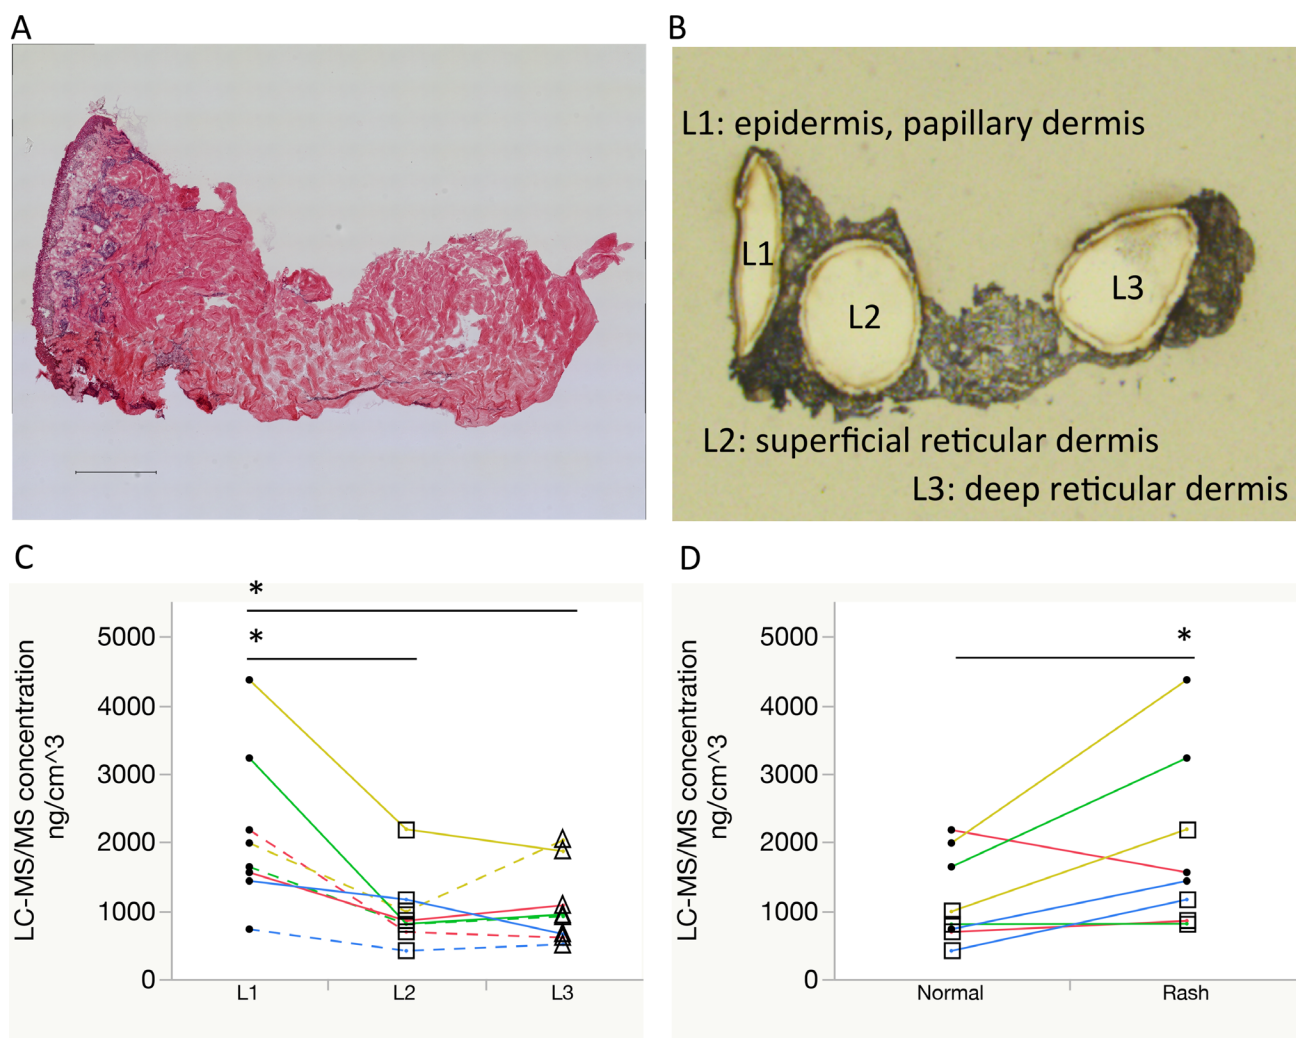 A
B
L1: epidermis, papillary dermis
L1
L2
L3
L2: superficial reticular dermis
L3: deep reticular dermis
C
*
*
LC-MS/MS concentration
ng/cm^3
5000
4000
3000
2000
1000
0
L1
L2
L3
D
*
LC-MS/MS concentration
ng/cm^3
5000
4000
3000
2000
1000
0
Normal
Rash